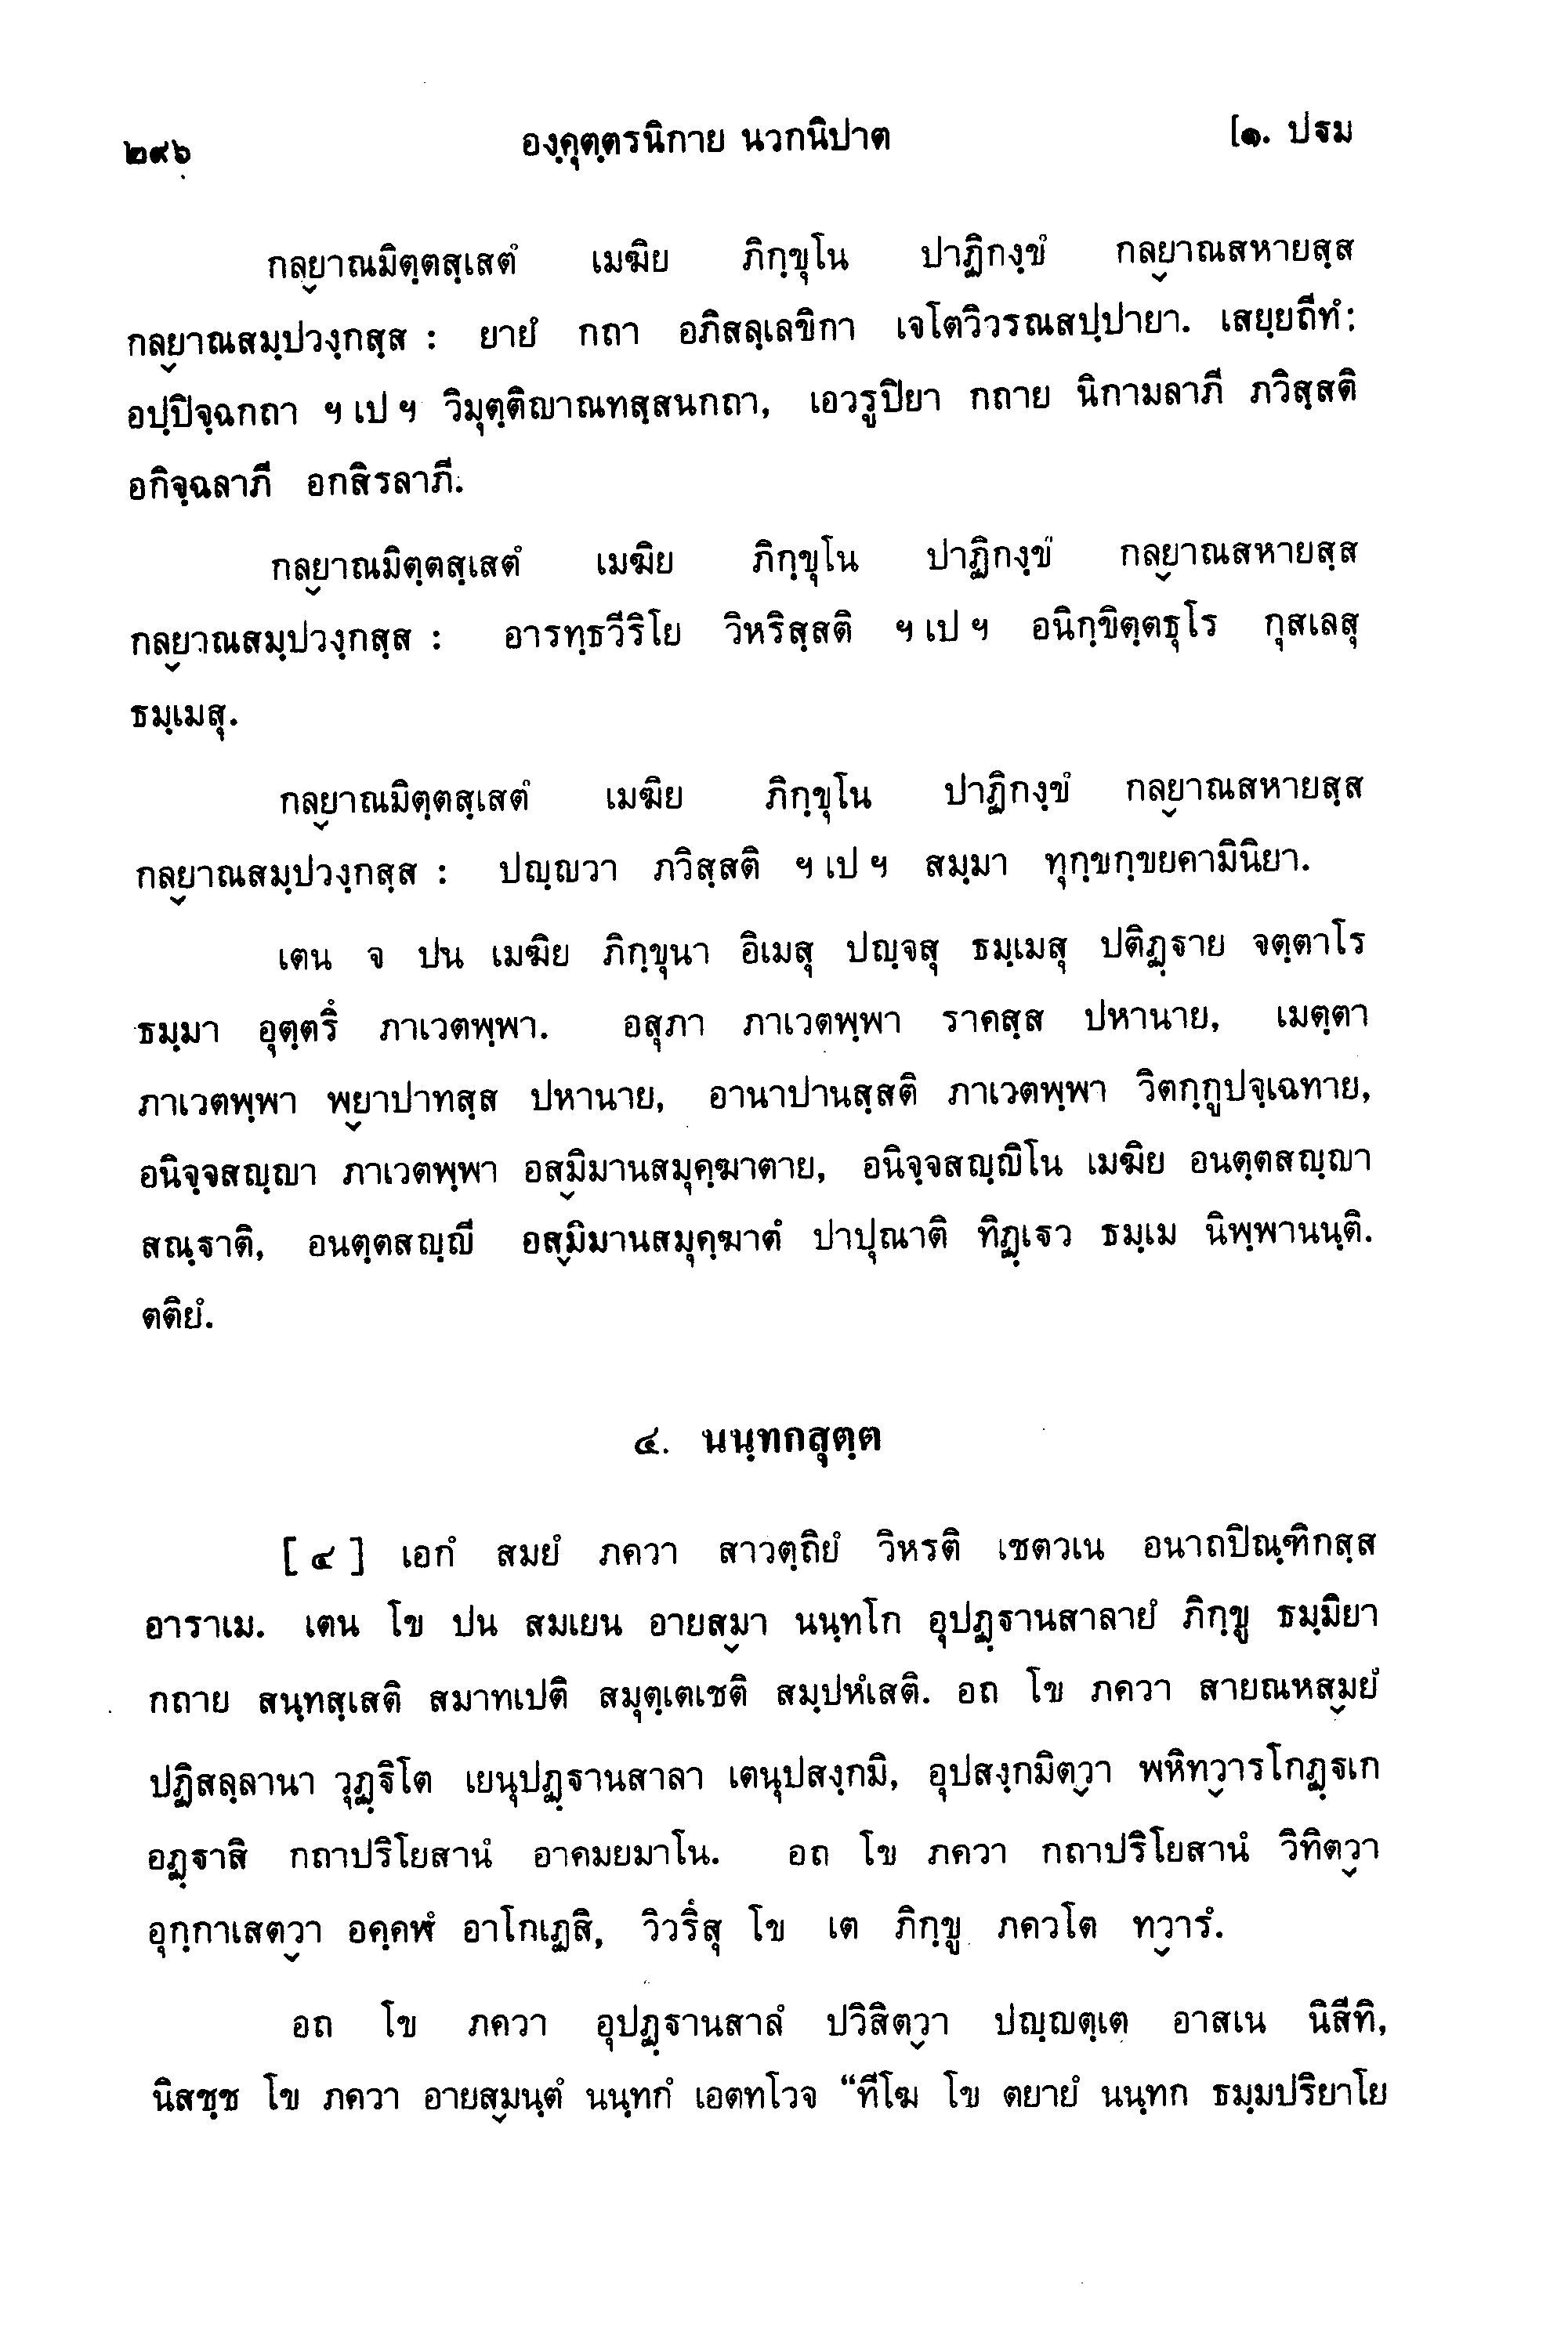 ๒๙๖ องฺคุตฺตรนิกาย นวกนิปาต [๑. ปฐม
กลฺยาณมิตฺตสฺเสตํ เมฆิย ภิกฺขุโน ปาฏิกงฺขํ กลฺยาณสหายสฺส
กลฺยาณสมฺปวงฺกสฺส : ยายํ กถา อภิสลฺเลขิกา เจโตวิวรณสปฺปายา. เสยฺยถีทํ:
อปฺปิจฺฉกถา ฯ เป ฯ วิมุตฺติญาณทสฺสนกถา, เอวรูปิยา กถาย นิกามลาภี ภวิสฺสติ
อกิจฺฉลาภี อกสิรลาภี.
กลฺยาณมิตฺตสฺเสตํ เมฆิย ภิกฺขุโน ปาฏิกงฺขํ กลฺยาณสหายสฺส
กลฺยาณสมฺปวงฺกสฺส : อารทฺธวีริโย วิหริสฺสติ ฯ เป ฯ อนิกฺขิตฺตธุโร กุสเลสุ
ธมฺเมสุ.
กลฺยาณมิตฺตสฺเสตํ เมฆิย ภิกฺขุโน ปาฏิกงฺขํ กลฺยาณสหายสฺส
กลฺยาณสมฺปวงฺกสฺส : ปญฺญวา ภวิสฺสติ ฯ เป ฯ สมฺมา ทุกฺขกฺขยคามินิยา.
เตน จ ปน เมฆิย ภิกฺขุนา อิเมสุ ปญฺจสุ ธมฺเมสุ ปติฏฺฐาย จตฺตาโร
ธมฺมา อุตฺตริํ ภาเวตพฺพา. อสุภา ภาเวตพฺพา ราคสฺส ปหานาย, เมตฺตา
ภาเวตพฺพา พฺยาปาทสฺส ปหานาย, อานาปานสฺสติ ภาเวตพฺพา วิตกฺกูปจฺเฉทาย,
อนิจฺจสญฺญา ภาเวตพฺพา อสฺมิมานสมุคฺฆาตาย, อนิจฺจสญฺญิโน เมฆิย อนตฺตสญฺญา
สณฺฐาติ, อนตฺตสญฺญี อสฺมิมานสมุคฺฆาตํ ปาปุณาติ ทิฏฺเฐว ธมฺเม นิพฺพานนฺติ.
ตติยํ.
๔. นนฺทกสุตฺต
[ ๔ ] เอกํ สมยํ ภควา สาวตฺถิยํ วิหรติ เชตวเน อนาถปิณฺฑิกสฺส
อาราเม. เตน โข ปน สมเยน อายสฺมา นนฺทโก อุปฏฺฐานสาลายํ ภิกฺขู ธมฺมิยา
กถาย สนฺทสฺเสติ สมาทเปติ สมุตฺเตเชติ สมฺปหํเสติ. อถ โข ภควา สายณหสฺมยํ
ปฏิสลฺลานา วุฏฺฐิโต เยนุปฏฺฐานสาลา เตนุปสงฺกมิ, อุปสงฺกมิตฺวา พหิทฺวารโกฏฺฐเก
อฏฺฐาสิ กถาปริโยสานํ อาคมยมาโน. อถ โข ภควา กถาปริโยสานํ วิทิตฺวา
อุกฺกาเสตฺวา อคฺคฬํ อาโกเฏสิ, วิวริํสุ โข เต ภิกฺขู ภควโต ทฺวารํ.
อถ โข ภควา อุปฏฺฐานสาลํ ปวิสิตฺวา ปญฺญตฺเต อาสเน นิสีทิ,
นิสชฺช โข ภควา อายสฺมนฺตํ นนฺทกํ เอตทโวจ “ทีโฆ โข ตยายํ นนฺทก ธมฺมปริยาโย